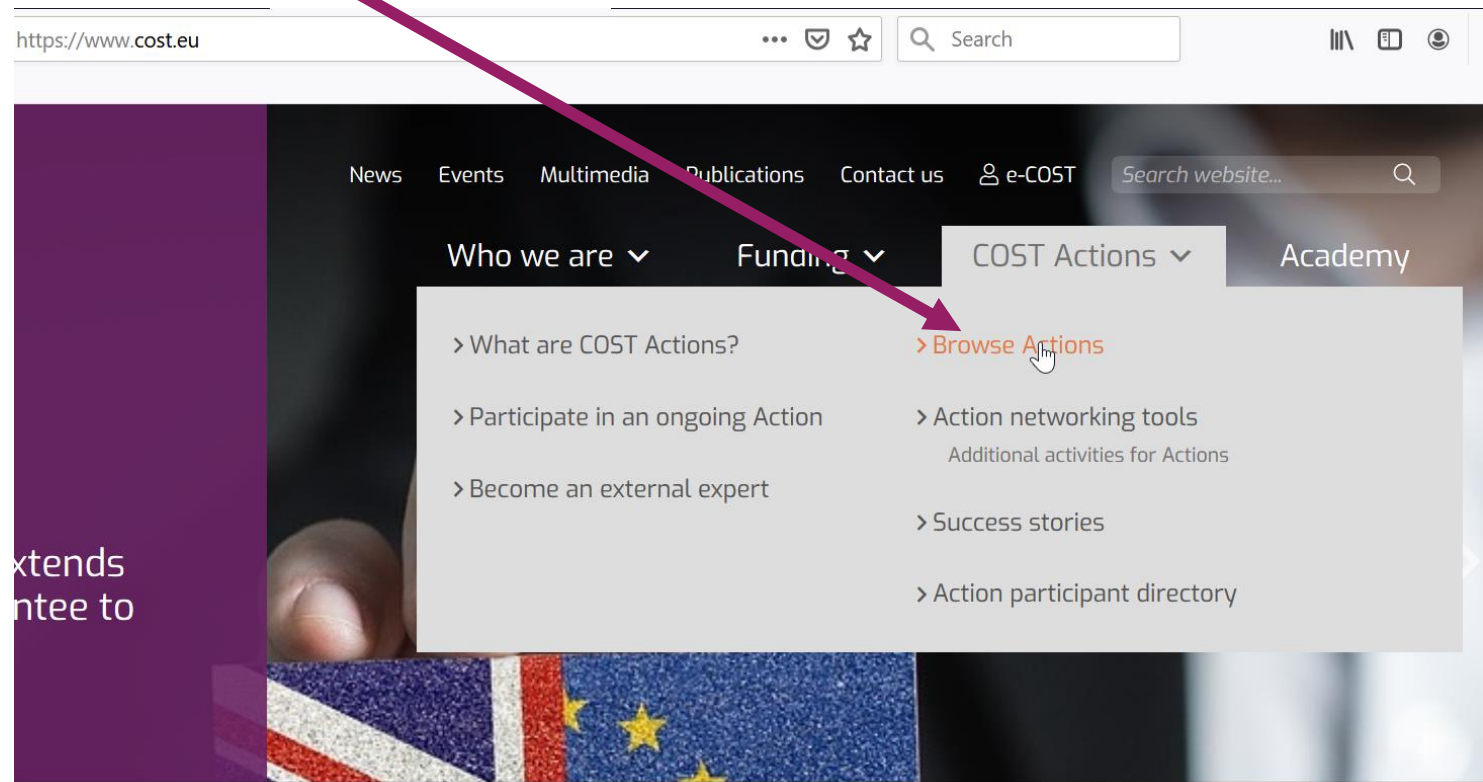 https://www.cost.eu
Search
News Events Multimedia Publications Contact us e-COST Search website...
Who we are Funding COST Actions Academy
What are COST Actions?
Browse Actions
Participate in an ongoing Action
Action networking tools
Additional activities for Actions
Become an external expert
Success stories
Action participant directory
xtends
ntee to